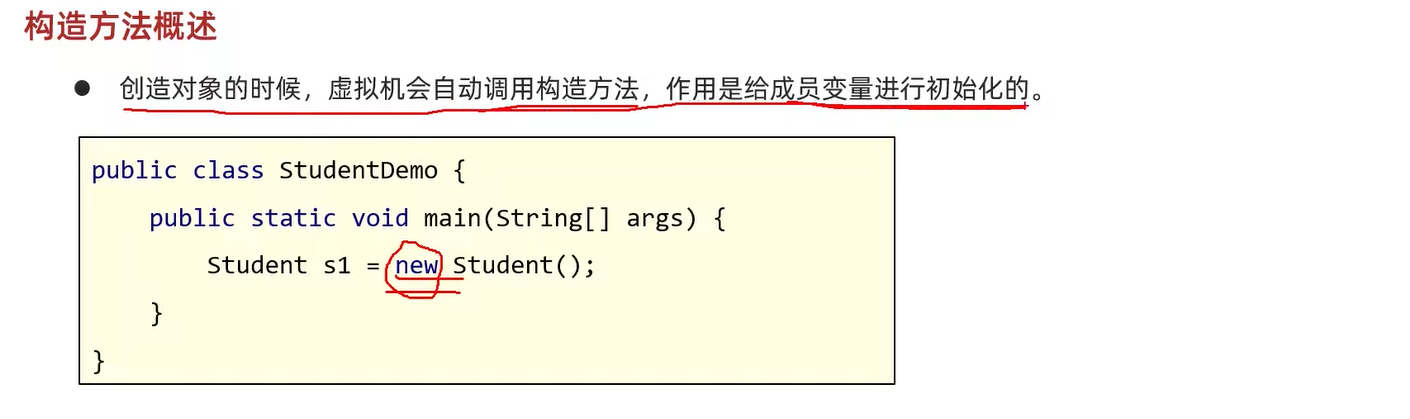 构造方法概述
● 创造对象的时候，虚拟机会自动调用构造方法，作用是给成员变量进行初始化的。
public class StudentDemo {
    public static void main(String[] args) {
        Student s1 = new Student();
    }
}